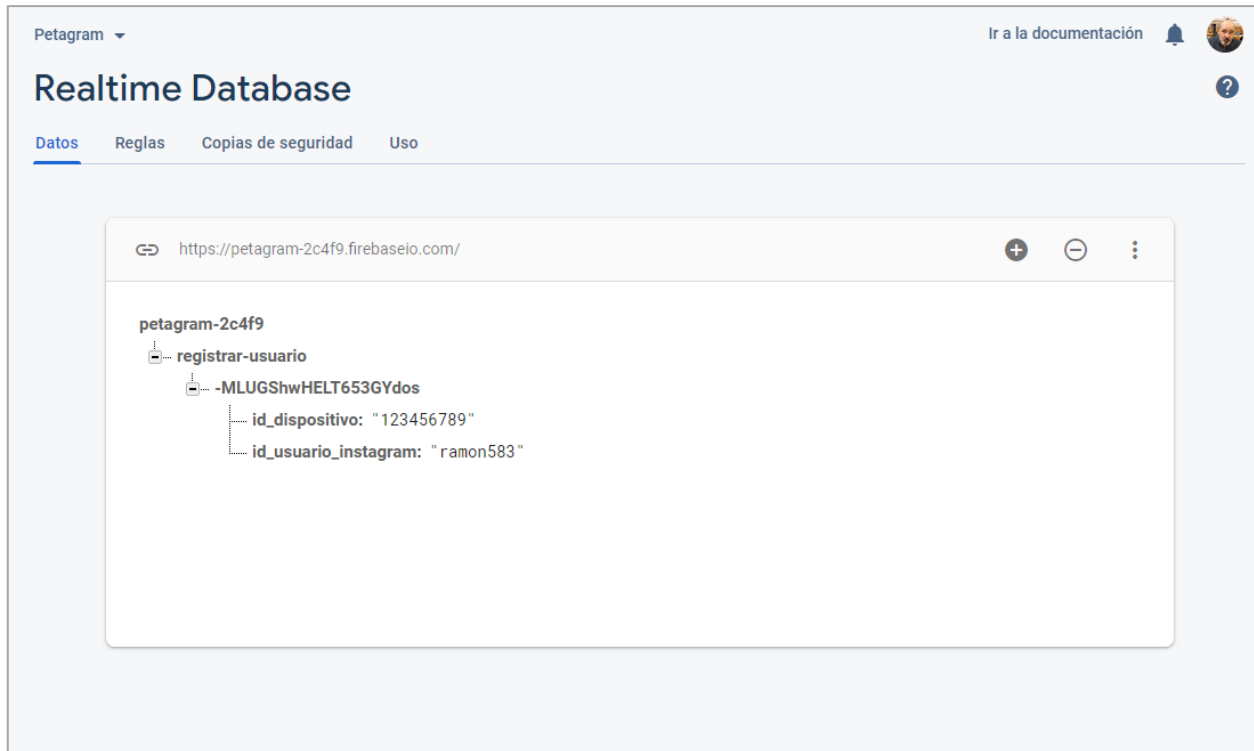 Petagram Ir a la documentación
Realtime Database
Datos Reglas Copias de seguridad Uso
https://petagram-2c4f9.firebaseio.com/
petagram-2c4f9
registrar-usuario
-MLUGShwHELT653GYdos
id_dispositivo: "123456789"
id_usuario_instagram: "ramon583"